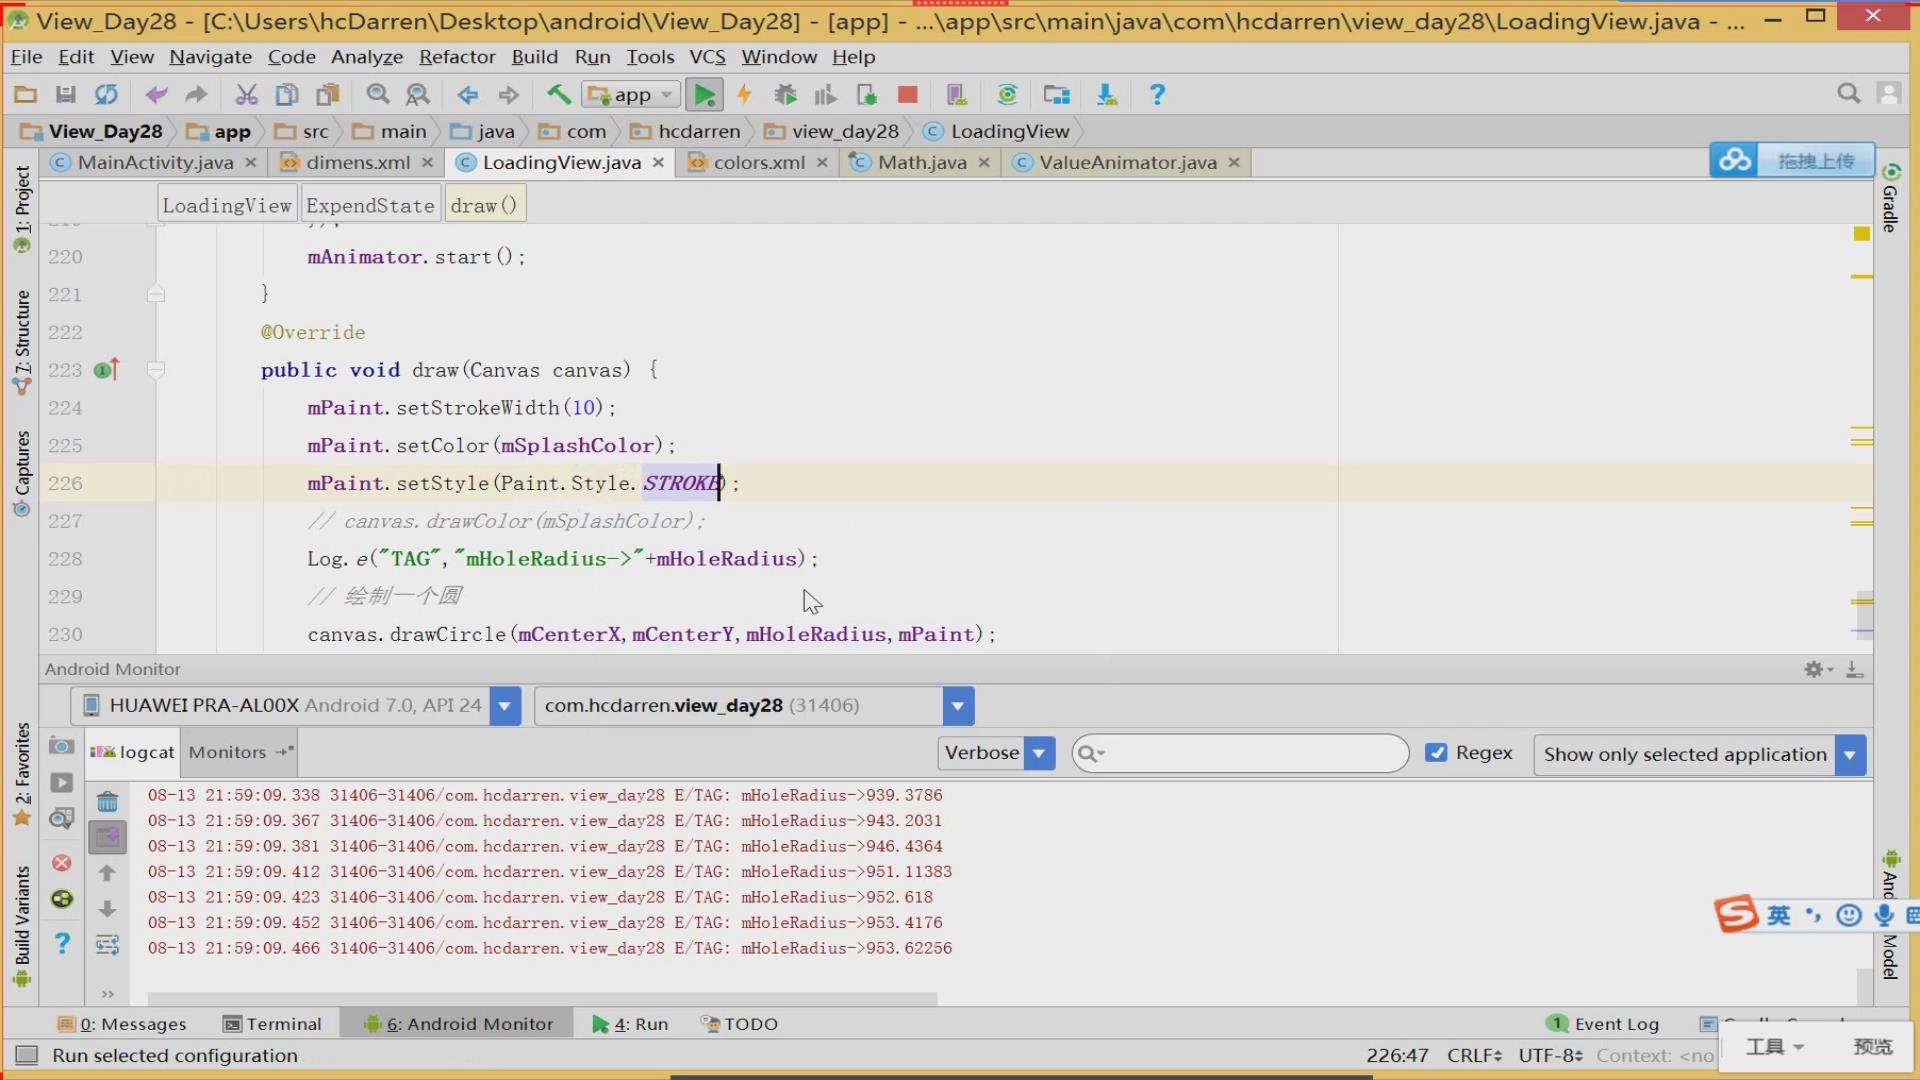 View_Day28 - [C:\Users\hcDarren\Desktop\android\View_Day28] - [app] - ...\app\src\main\java\com\hcdarren\view_day28\LoadingView.java - ...
File Edit View Navigate Code Analyze Refactor Build Run Tools VCS Window Help
app
View_Day28 app src main java com hcdarren view_day28 LoadingView
MainActivity.java dimens.xml LoadingView.java colors.xml Math.java ValueAnimator.java
拖拽上传
1: Project
7: Structure
Captures
2: Favorites
Build Variants
Gradle
LoadingView ExpendState draw()
220 mAnimator.start();
221 }
222 @Override
223 public void draw(Canvas canvas) {
224 mPaint.setStrokeWidth(10);
225 mPaint.setColor(mSplashColor);
226 mPaint.setStyle(Paint.Style.STROKE);
227 // canvas.drawColor(mSplashColor);
228 Log.e("TAG","mHoleRadius->"+mHoleRadius);
229 // 绘制一个圆
230 canvas.drawCircle(mCenterX,mCenterY,mHoleRadius,mPaint);
Android Monitor
HUAWEI PRA-AL00X Android 7.0, API 24 com.hcdarren.view_day28 (31406)
logcat Monitors Verbose Regex Show only selected application
08-13 21:59:09.338 31406-31406/com.hcdarren.view_day28 E/TAG: mHoleRadius->939.3786
08-13 21:59:09.367 31406-31406/com.hcdarren.view_day28 E/TAG: mHoleRadius->943.2031
08-13 21:59:09.381 31406-31406/com.hcdarren.view_day28 E/TAG: mHoleRadius->946.4364
08-13 21:59:09.412 31406-31406/com.hcdarren.view_day28 E/TAG: mHoleRadius->951.11383
08-13 21:59:09.423 31406-31406/com.hcdarren.view_day28 E/TAG: mHoleRadius->952.618
08-13 21:59:09.452 31406-31406/com.hcdarren.view_day28 E/TAG: mHoleRadius->953.4176
08-13 21:59:09.466 31406-31406/com.hcdarren.view_day28 E/TAG: mHoleRadius->953.62256
英
Model
0: Messages Terminal 6: Android Monitor 4: Run TODO 1 Event Log
Run selected configuration 226:47 CRLF UTF-8 Context: <no
工具 预览